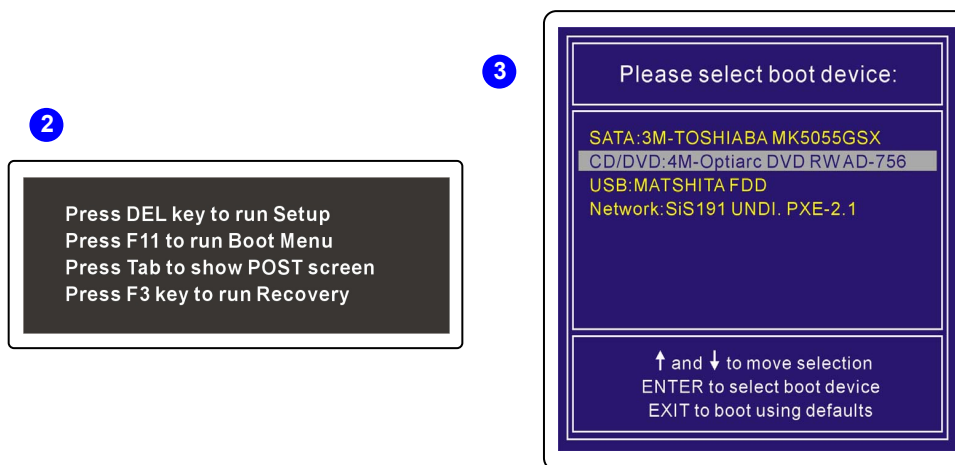 2
Press DEL key to run Setup
Press F11 to run Boot Menu
Press Tab to show POST screen
Press F3 key to run Recovery
3
Please select boot device:
SATA:3M-TOSHIABA MK5055GSX
CD/DVD:4M-Optiarc DVD RW AD-756
USB:MATSHITA FDD
Network:SiS191 UNDI. PXE-2.1
↑ and ↓ to move selection
ENTER to select boot device
EXIT to boot using defaults